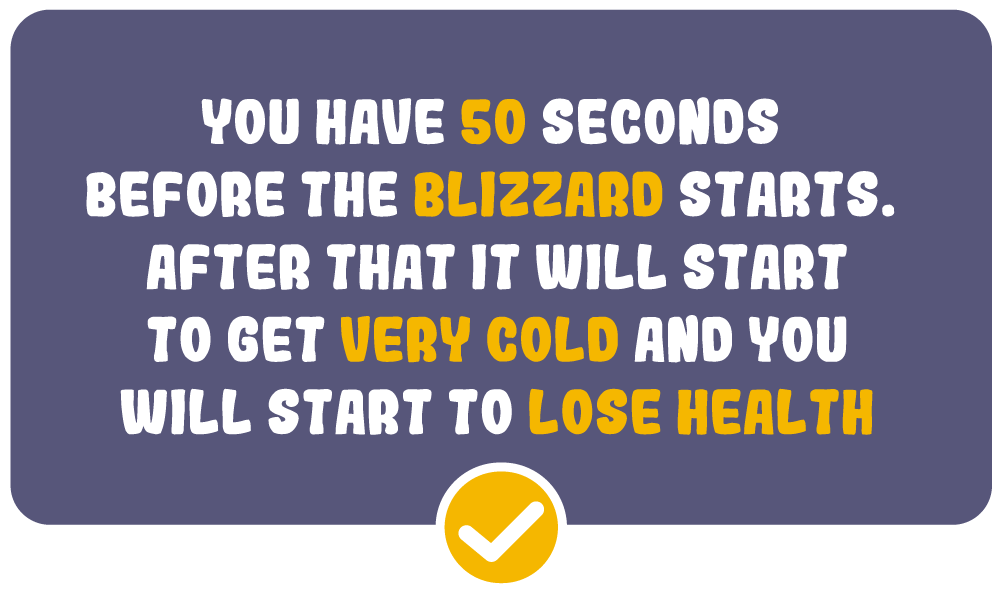 YOU HAVE 50 SECONDS
BEFORE THE BLIZZARD STARTS.
AFTER THAT IT WILL START
TO GET VERY COLD AND YOU
WILL START TO LOSE HEALTH